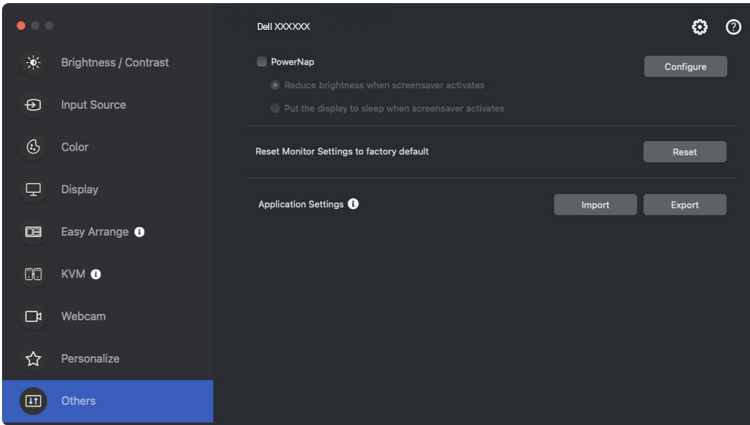 Dell XXXXXX
Brightness / Contrast
Input Source
Color
Display
Easy Arrange
KVM
Webcam
Personalize
Others
PowerNap
Configure
Reduce brightness when screensaver activates
Put the display to sleep when screensaver activates
Reset Monitor Settings to factory default
Reset
Application Settings
Import
Export